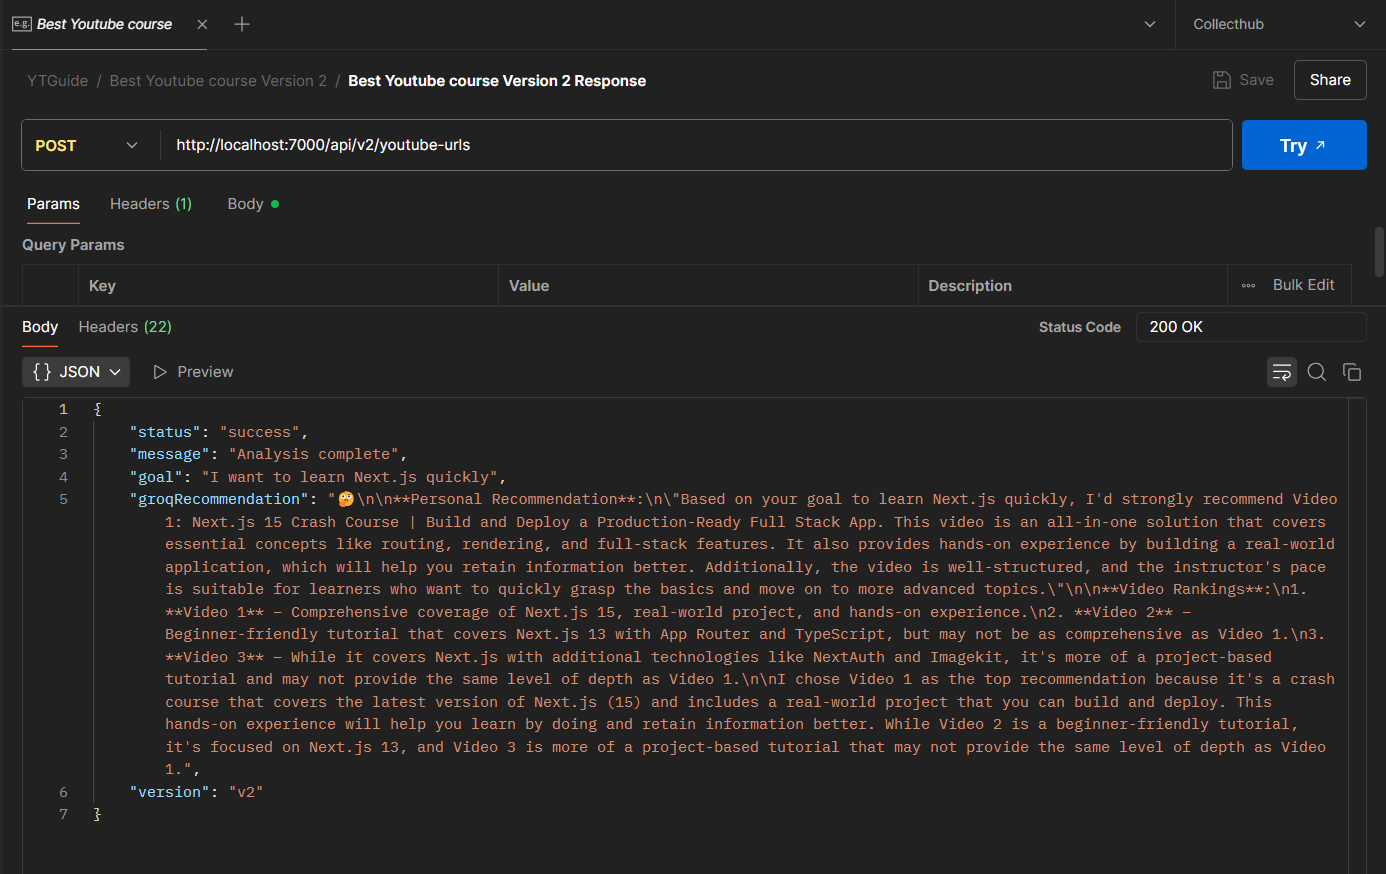 e.g. Best Youtube course
Collecthub
YTGuide / Best Youtube course Version 2 / Best Youtube course Version 2 Response
Save Share
POST http://localhost:7000/api/v2/youtube-urls Try ↗
Params Headers (1) Body
Query Params
Key Value Description Bulk Edit
Body Headers (22) Status Code 200 OK
{} JSON Preview
1 {
2 "status": "success",
3 "message": "Analysis complete",
4 "goal": "I want to learn Next.js quickly",
5 "groqRecommendation": "🤔\n\n**Personal Recommendation**:\n\"Based on your goal to learn Next.js quickly, I'd strongly recommend Video
1: Next.js 15 Crash Course | Build and Deploy a Production-Ready Full Stack App. This video is an all-in-one solution that covers
essential concepts like routing, rendering, and full-stack features. It also provides hands-on experience by building a real-world
application, which will help you retain information better. Additionally, the video is well-structured, and the instructor's pace
is suitable for learners who want to quickly grasp the basics and move on to more advanced topics.\"\n\n**Video Rankings**:\n1.
**Video 1** – Comprehensive coverage of Next.js 15, real-world project, and hands-on experience.\n2. **Video 2** –
Beginner-friendly tutorial that covers Next.js 13 with App Router and TypeScript, but may not be as comprehensive as Video 1.\n3.
**Video 3** – While it covers Next.js with additional technologies like NextAuth and Imagekit, it's more of a project-based
tutorial and may not provide the same level of depth as Video 1.\n\nI chose Video 1 as the top recommendation because it's a crash
course that covers the latest version of Next.js (15) and includes a real-world project that you can build and deploy. This
hands-on experience will help you learn by doing and retain information better. While Video 2 is a beginner-friendly tutorial,
it's focused on Next.js 13, and Video 3 is more of a project-based tutorial that may not provide the same level of depth as Video
1.",
6 "version": "v2"
7 }